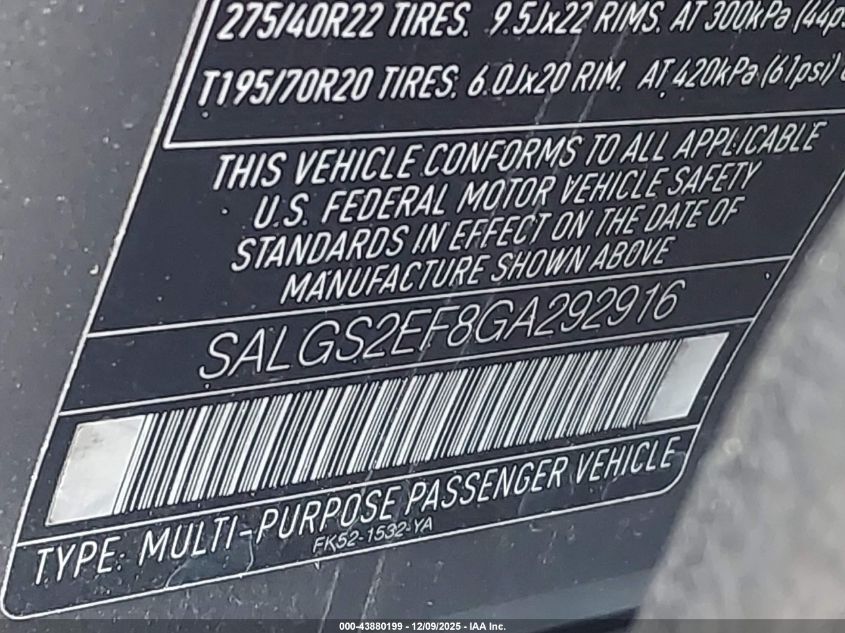 275/40R22 TIRES. 9.5Jx22 RIMS. AT 300kPa (44ps
T195/70R20 TIRES. 6.0Jx20 RIM. AT 420kPa (61psi)
THIS VEHICLE CONFORMS TO ALL APPLICABLE
U.S. FEDERAL MOTOR VEHICLE SAFETY
STANDARDS IN EFFECT ON THE DATE OF
MANUFACTURE SHOWN ABOVE
SALGS2EF8GA292916
TYPE: MULTI-PURPOSE PASSENGER VEHICLE
FK52-1532-YA
000-43880199 - 12/09/2025 - IAA Inc.